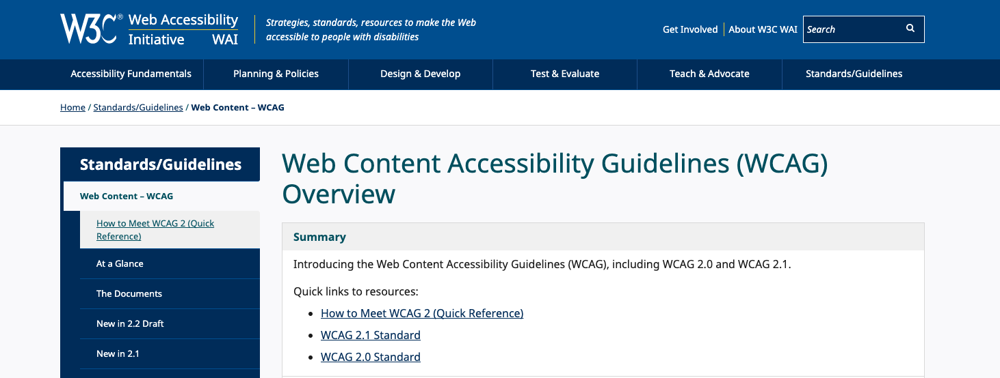 W3C® Web Accessibility
Initiative WAI
Strategies, standards, resources to make the Web
accessible to people with disabilities
Get Involved
About W3C WAI
Search
Accessibility Fundamentals
Planning & Policies
Design & Develop
Test & Evaluate
Teach & Advocate
Standards/Guidelines
Home / Standards/Guidelines / Web Content – WCAG
Standards/Guidelines
Web Content – WCAG
How to Meet WCAG 2 (Quick
Reference)
At a Glance
The Documents
New in 2.2 Draft
New in 2.1
Web Content Accessibility Guidelines (WCAG)
Overview
Summary
Introducing the Web Content Accessibility Guidelines (WCAG), including WCAG 2.0 and WCAG 2.1.
Quick links to resources:
• How to Meet WCAG 2 (Quick Reference)
• WCAG 2.1 Standard
• WCAG 2.0 Standard